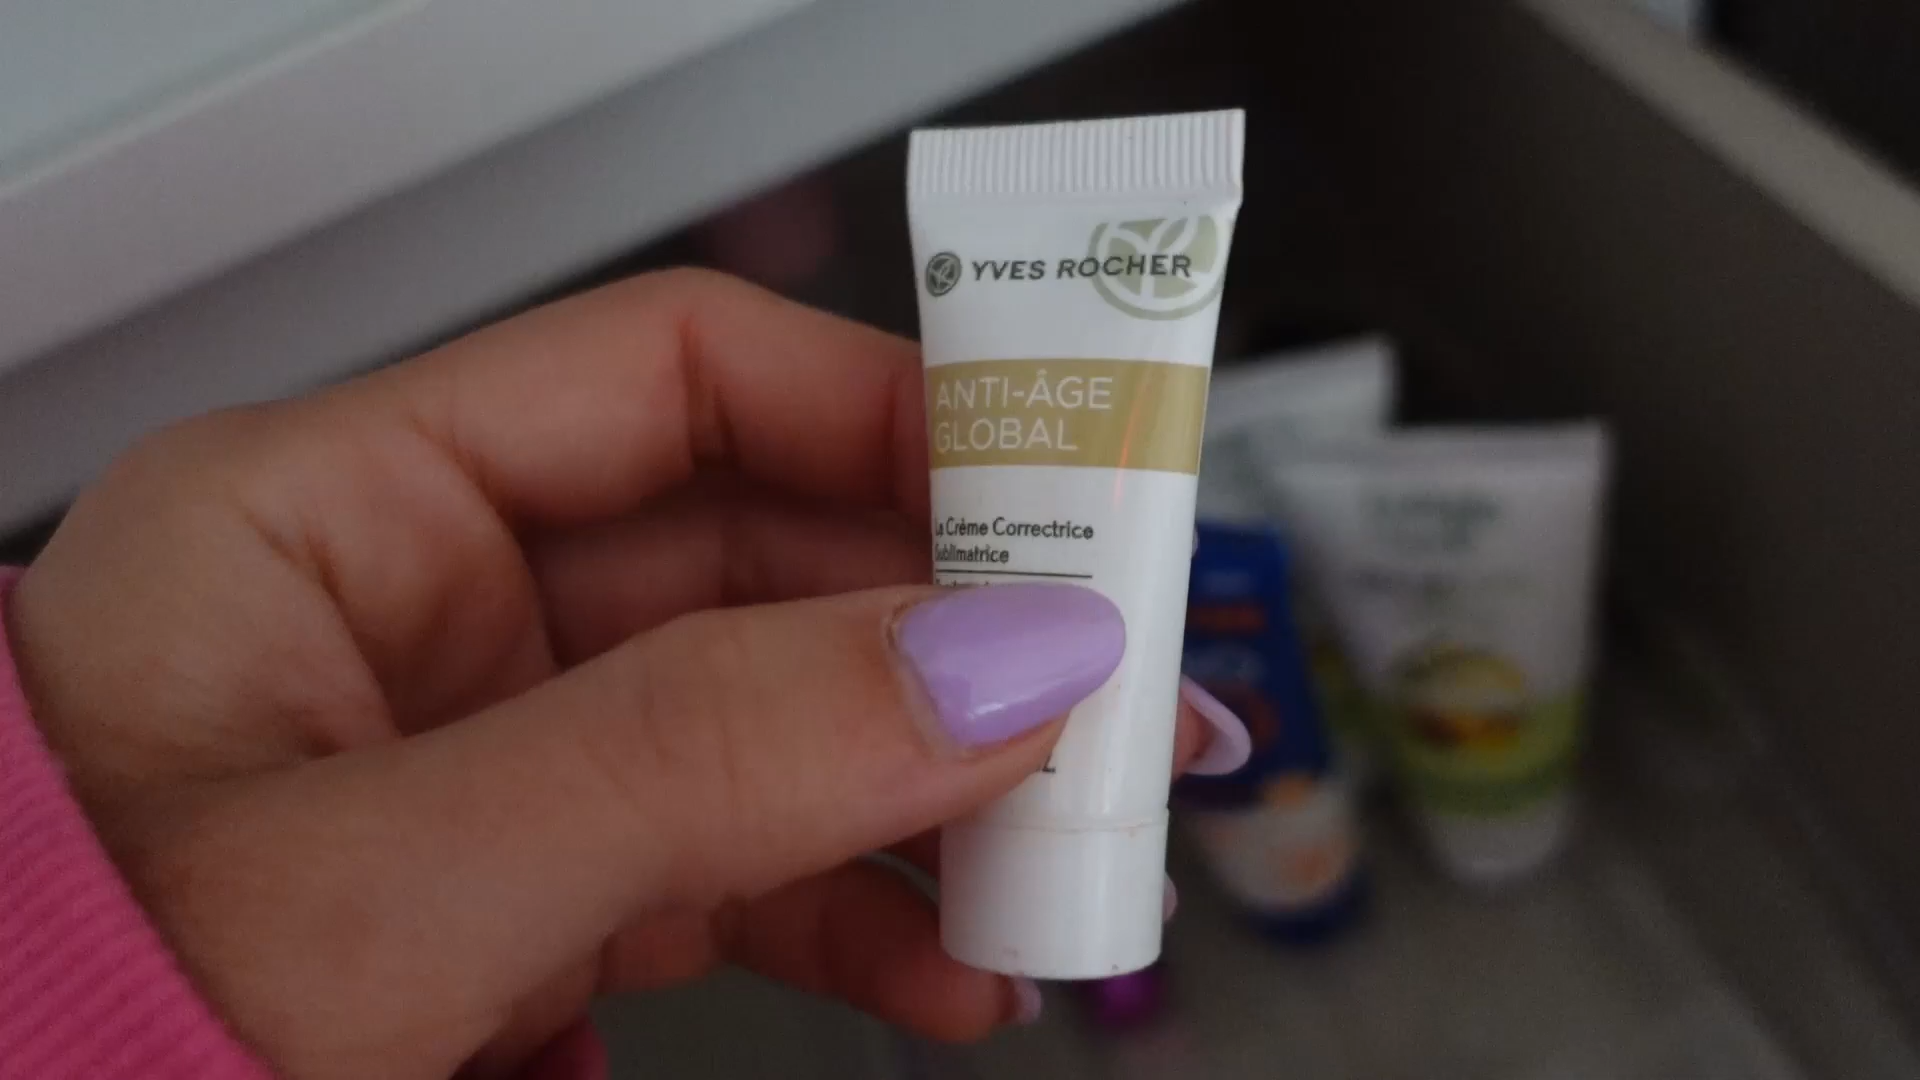 YVES ROCHER
ANTI-ÂGE
GLOBAL
La Crème Correctrice
Sublimatrice